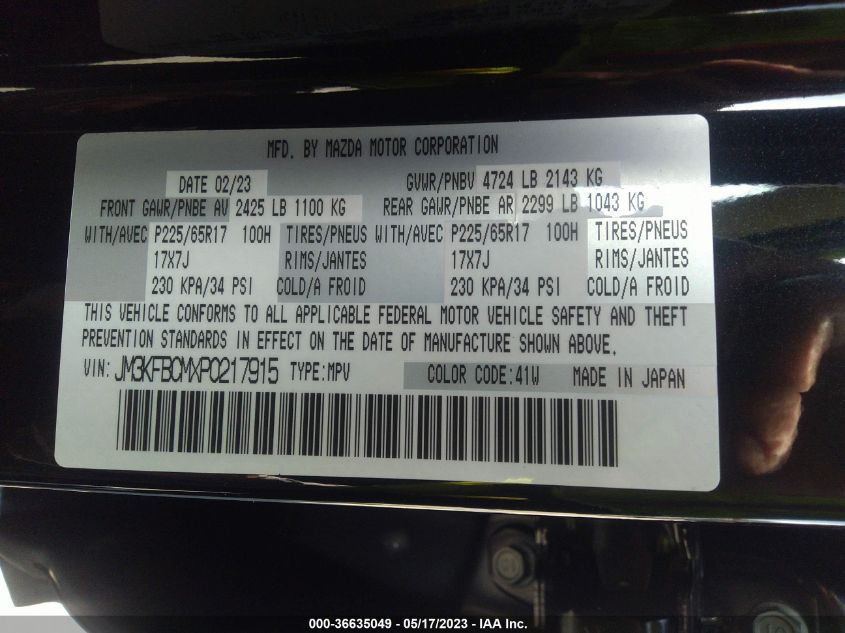 MFD. BY MAZDA MOTOR CORPORATION
DATE 02/23 GVWR/PNBV 4724 LB 2143 KG
FRONT GAWR/PNBE AV 2425 LB 1100 KG REAR GAWR/PNBE AR 2299 LB 1043 KG
WITH/AVEC P225/65R17 100H TIRES/PNEUS WITH/AVEC P225/65R17 100H TIRES/PNEUS
17X7J RIMS/JANTES 17X7J RIMS/JANTES
230 KPA/34 PSI COLD/A FROID 230 KPA/34 PSI COLD/A FROID
THIS VEHICLE CONFORMS TO ALL APPLICABLE FEDERAL MOTOR VEHICLE SAFETY AND THEFT
PREVENTION STANDARDS IN EFFECT ON THE DATE OF MANUFACTURE SHOWN ABOVE.
VIN: JM3KFBCMXP0217915 TYPE:MPV COLOR CODE:41W MADE IN JAPAN
000-36635049 - 05/17/2023 - IAA Inc.